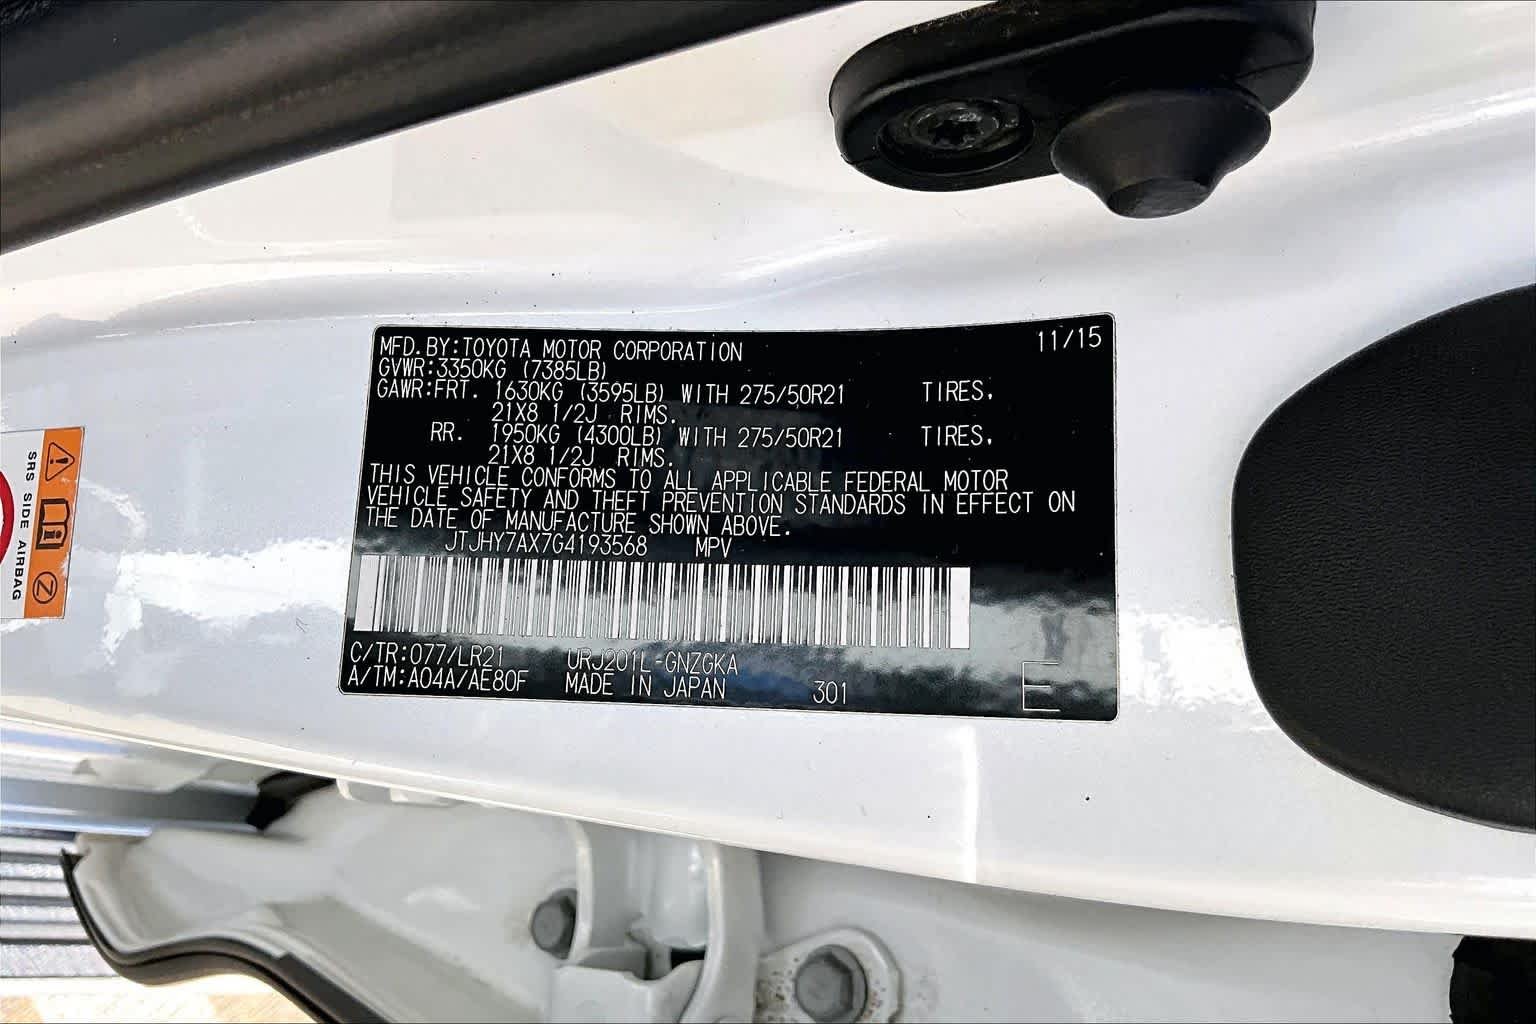 MFD.BY:TOYOTA MOTOR CORPORATION 11/15
GVWR:3350KG (7385LB)
GAWR:FRT. 1630KG (3595LB) WITH 275/50R21 TIRES,
21X8 1/2J RIMS.
RR. 1950KG (4300LB) WITH 275/50R21 TIRES,
21X8 1/2J RIMS.
THIS VEHICLE CONFORMS TO ALL APPLICABLE FEDERAL MOTOR
VEHICLE SAFETY AND THEFT PREVENTION STANDARDS IN EFFECT ON
THE DATE OF MANUFACTURE SHOWN ABOVE.
JTJHY7AX7G4193568 MPV
C/TR:077/LR21 URJ201L-GNZGKA
A/TM:A04A/AE80F MADE IN JAPAN 301 E
SRS SIDE AIRBAG